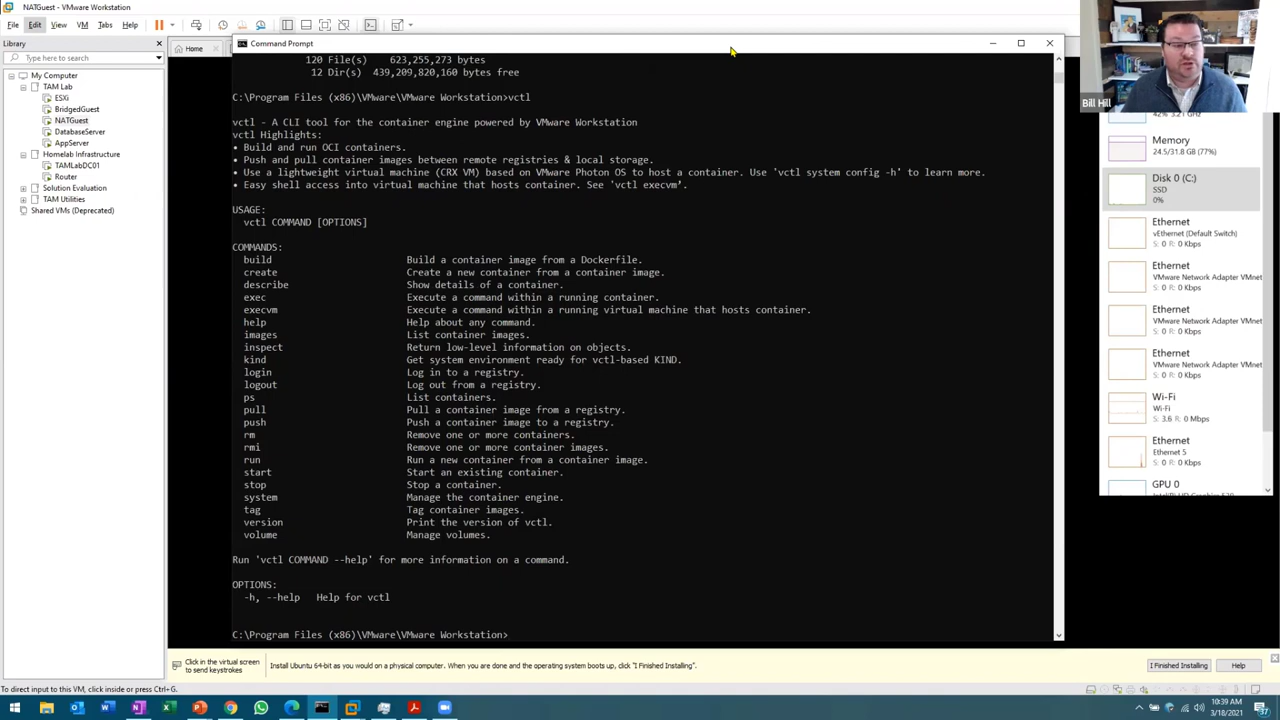 NATGuest - VMware Workstation
File Edit View VM Tabs Help
Library
Type here to search
My Computer
TAM Lab
ESXi
BridgedGuest
NATGuest
DatabaseServer
AppServer
Homelab Infrastructure
TAMLabDC01
Router
Solution Evaluation
TAM Utilities
Shared VMs (Deprecated)
Home
Command Prompt
120 File(s) 623,255,273 bytes
12 Dir(s) 439,209,820,160 bytes free
C:\Program Files (x86)\VMware\VMware Workstation>vctl
vctl - A CLI tool for the container engine powered by VMware Workstation
vctl Highlights:
• Build and run OCI containers.
• Push and pull container images between remote registries & local storage.
• Use a lightweight virtual machine (CRX VM) based on VMware Photon OS to host a container. Use 'vctl system config -h' to learn more.
• Easy shell access into virtual machine that hosts container. See 'vctl execvm'.
USAGE:
vctl COMMAND [OPTIONS]
COMMANDS:
build Build a container image from a Dockerfile.
create Create a new container from a container image.
describe Show details of a container.
exec Execute a command within a running container.
execvm Execute a command within a running virtual machine that hosts container.
help Help about any command.
images List container images.
inspect Return low-level information on objects.
kind Get system environment ready for vctl-based KIND.
login Log in to a registry.
logout Log out from a registry.
ps List containers.
pull Pull a container image from a registry.
push Push a container image to a registry.
rm Remove one or more containers.
rmi Remove one or more container images.
run Run a new container from a container image.
start Start an existing container.
stop Stop a container.
system Manage the container engine.
tag Tag container images.
version Print the version of vctl.
volume Manage volumes.
Run 'vctl COMMAND --help' for more information on a command.
OPTIONS:
-h, --help Help for vctl
C:\Program Files (x86)\VMware\VMware Workstation>
Bill Hill
42% 3.21 GHz
Memory
24.5/31.8 GB (77%)
Disk 0 (C:)
SSD
0%
Ethernet
vEthernet (Default Switch)
S: 0 R: 0 Kbps
Ethernet
VMware Network Adapter VMnet
S: 0 R: 0 Kbps
Ethernet
VMware Network Adapter VMnet
S: 0 R: 0 Kbps
Ethernet
VMware Network Adapter VMnet
S: 0 R: 0 Kbps
Wi-Fi
Wi-Fi
S: 3.6 R: 0 Mbps
Ethernet
Ethernet 5
S: 0 R: 0 Kbps
GPU 0
Click in the virtual screen
to send keystrokes
Install Ubuntu 64-bit as you would on a physical computer. When you are done and the operating system boots up, click "I Finished Installing".
I Finished Installing
Help
To direct input to this VM, click inside or press Ctrl+G.
10:39 AM
3/18/2021
37